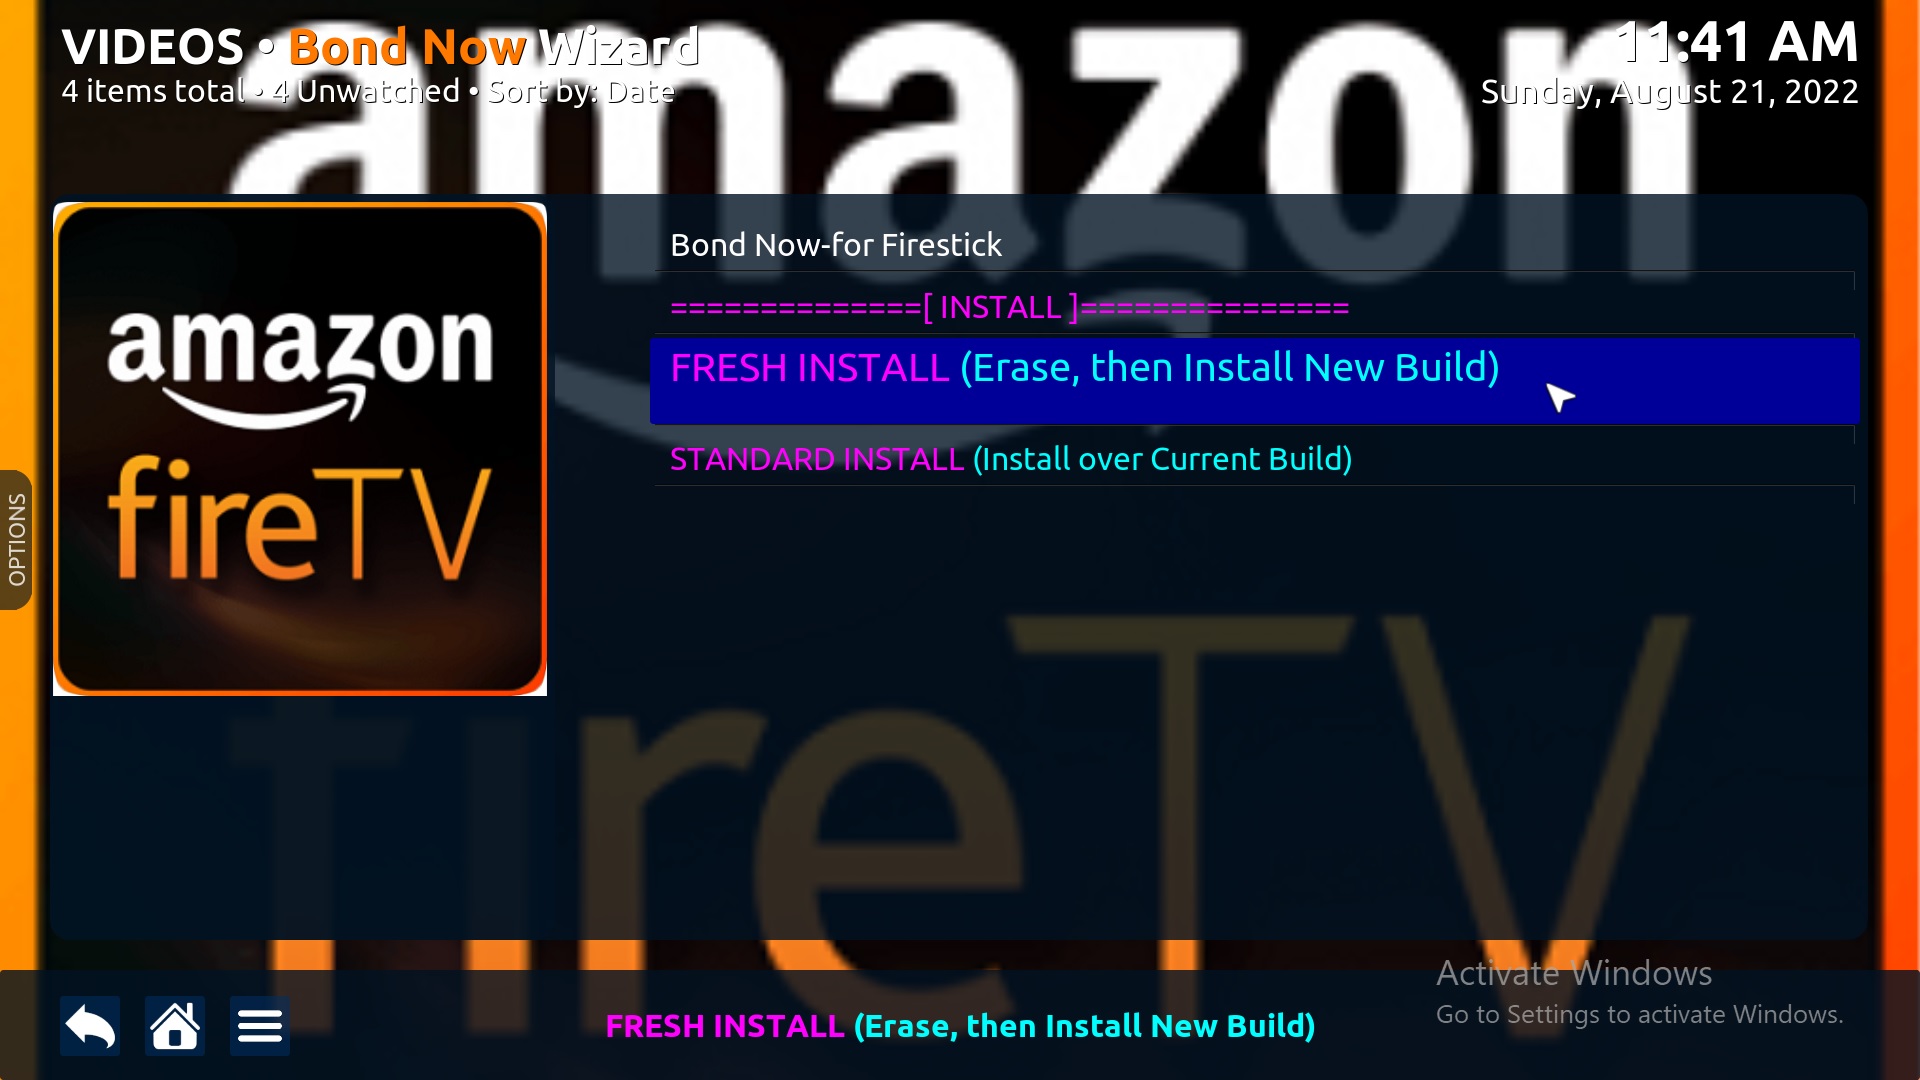 VIDEOS • Bond Now Wizard
4 items total • 4 Unwatched • Sort by: Date
11:41 AM
Sunday, August 21, 2022
amazon
fireTV
amazon
fireTV
OPTIONS
Bond Now-for Firestick
==============[ INSTALL ]===============
FRESH INSTALL (Erase, then Install New Build)
STANDARD INSTALL (Install over Current Build)
Activate Windows
Go to Settings to activate Windows.
FRESH INSTALL (Erase, then Install New Build)